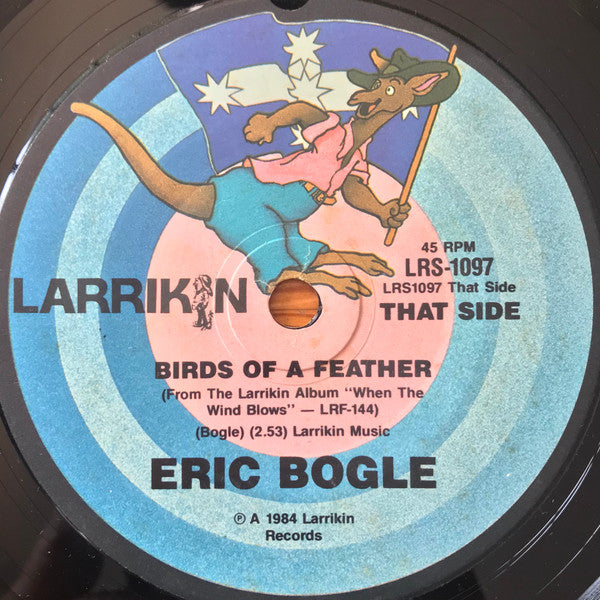 45 RPM
LRS-1097
LRS1097 That Side
THAT SIDE
LARRIKIN
BIRDS OF A FEATHER
(From The Larrikin Album "When The
Wind Blows" — LRF-144)
(Bogle) (2.53) Larrikin Music
ERIC BOGLE
℗ A 1984 Larrikin
Records